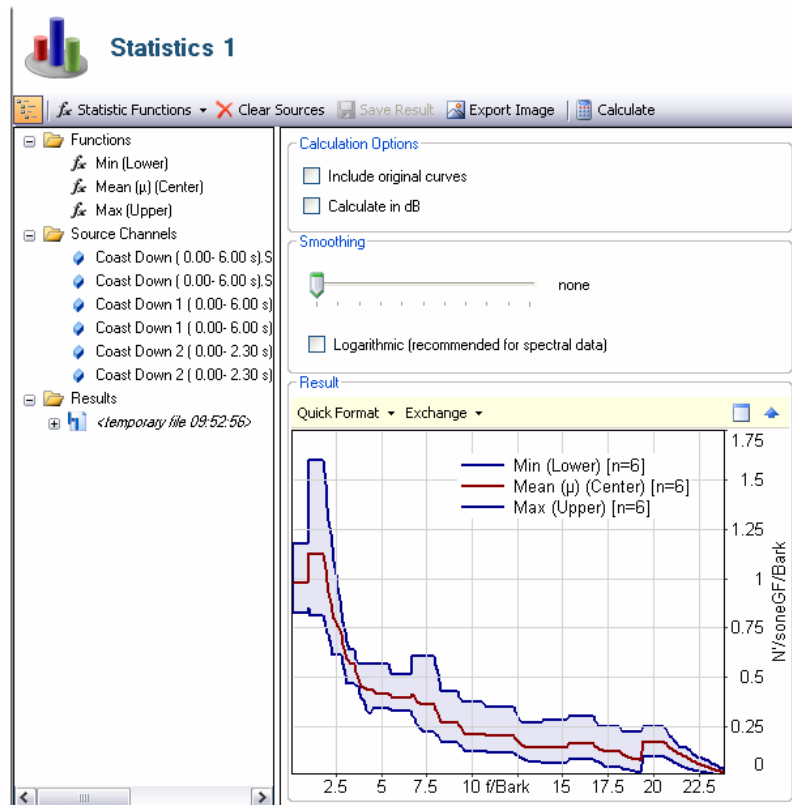 Statistics 1
Statistic Functions Clear Sources Save Result Export Image Calculate
Functions
Min (Lower)
Mean (µ) (Center)
Max (Upper)
Source Channels
Coast Down ( 0.00- 6.00 s).S
Coast Down ( 0.00- 6.00 s).S
Coast Down 1 ( 0.00- 6.00 s)
Coast Down 1 ( 0.00- 6.00 s)
Coast Down 2 ( 0.00- 2.30 s)
Coast Down 2 ( 0.00- 2.30 s)
Results
<temporary file 09:52:56>
Calculation Options
Include original curves
Calculate in dB
Smoothing
none
Logarithmic (recommended for spectral data)
Result
Quick Format Exchange
Min (Lower) [n=6]
Mean (µ) (Center) [n=6]
Max (Upper) [n=6]
1.75
1.5
1.25
1
0.75
0.5
0.25
0
N'/soneGF/Bark
2.5 5 7.5 10 f/Bark 15 17.5 20 22.5